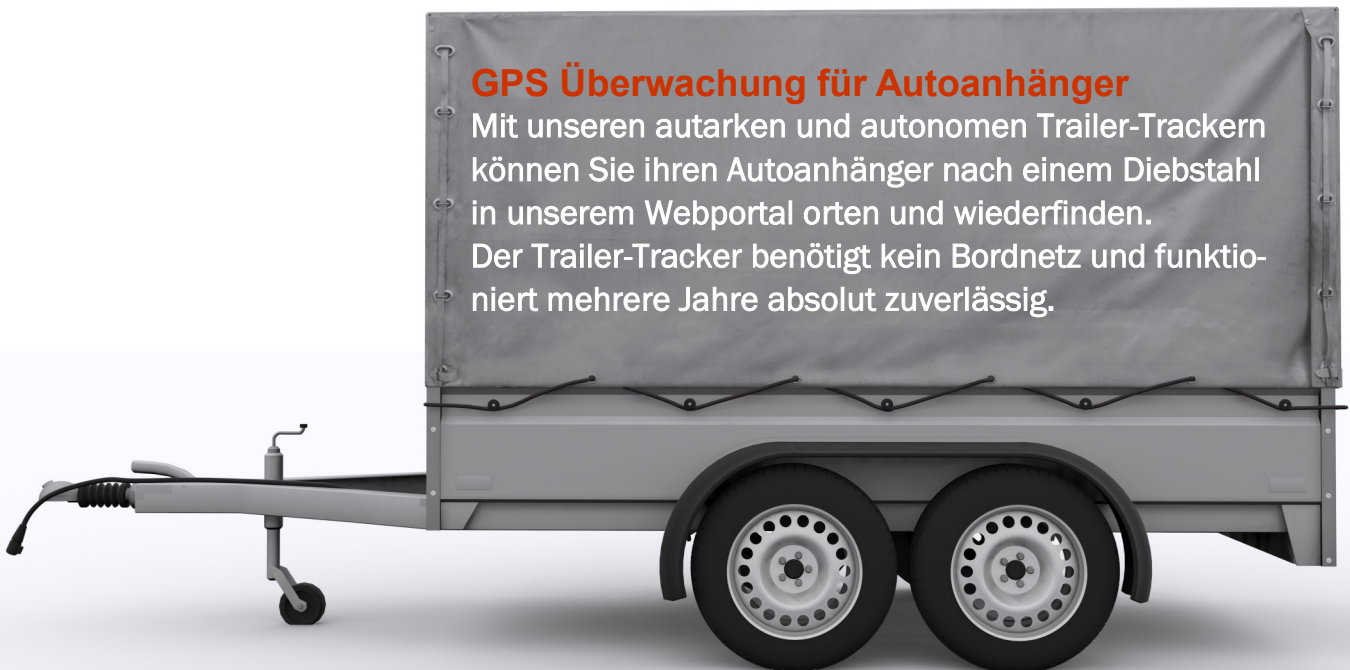 GPS Überwachung für Autoanhänger
Mit unseren autarken und autonomen Trailer-Trackern
können Sie ihren Autoanhänger nach einem Diebstahl
in unserem Webportal orten und wiederfinden.
Der Trailer-Tracker benötigt kein Bordnetz und funktio-
niert mehrere Jahre absolut zuverlässig.